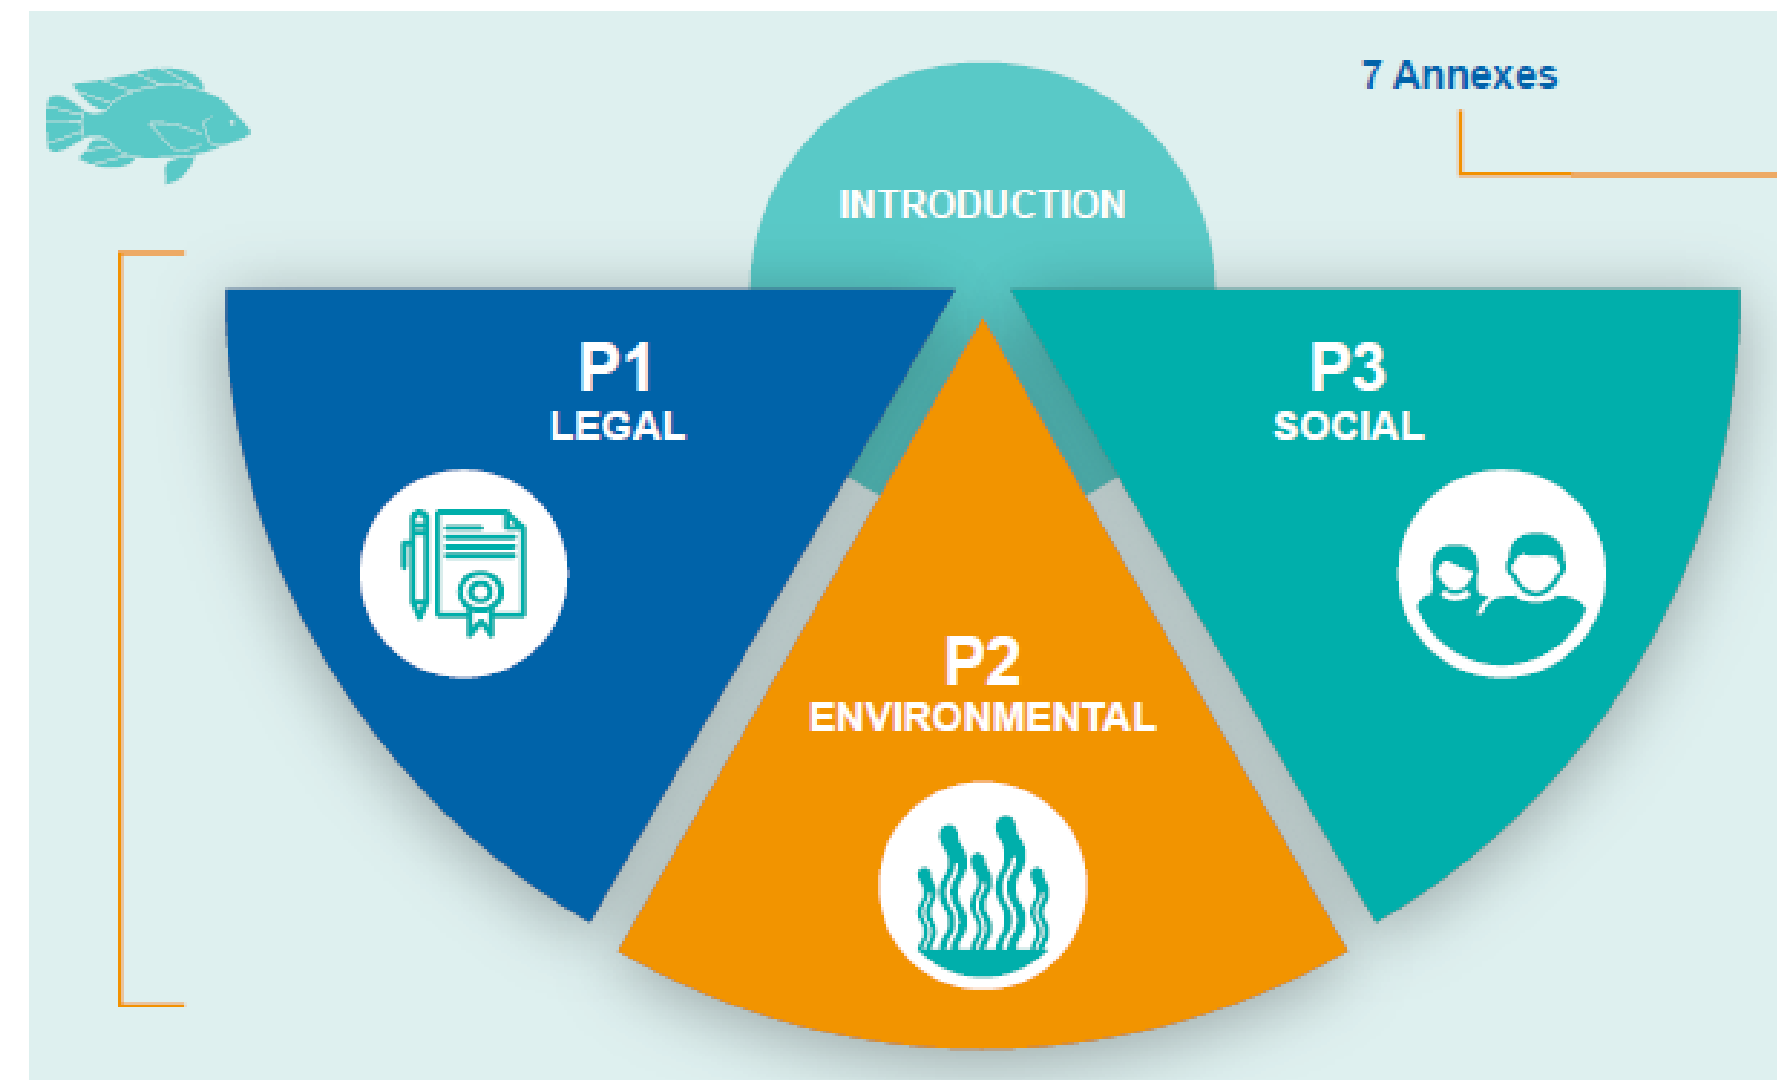 7 Annexes
INTRODUCTION
P1
LEGAL
P3
SOCIAL
P2
ENVIRONMENTAL